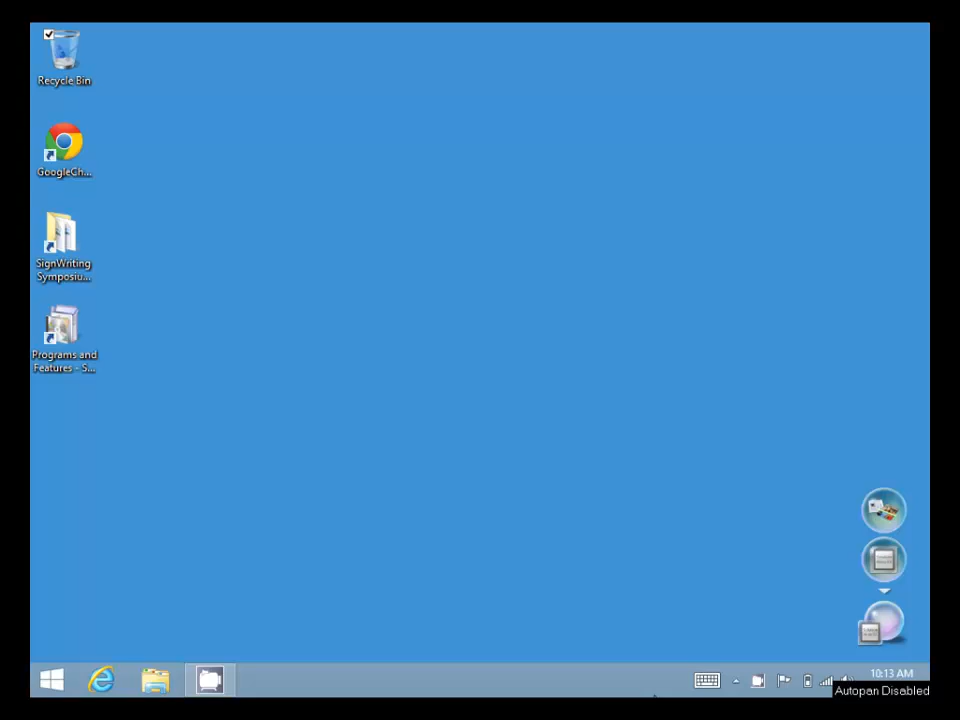 Recycle Bin
GoogleCh...
SignWriting
Symposiu...
Programs and
Features - S...
10:13 AM
Autopan Disabled